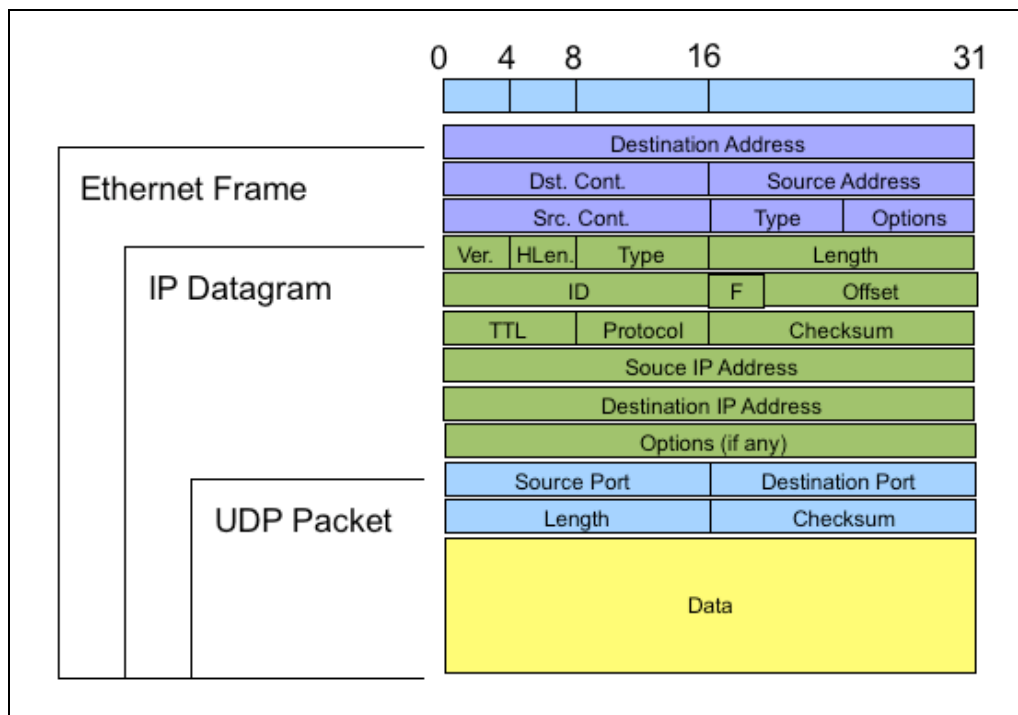 0 4 8 16 31
Destination Address
Ethernet Frame
Dst. Cont. Source Address
Src. Cont. Type Options
Ver. HLen. Type Length
IP Datagram
ID F Offset
TTL Protocol Checksum
Souce IP Address
Destination IP Address
Options (if any)
Source Port Destination Port
UDP Packet
Length Checksum
Data